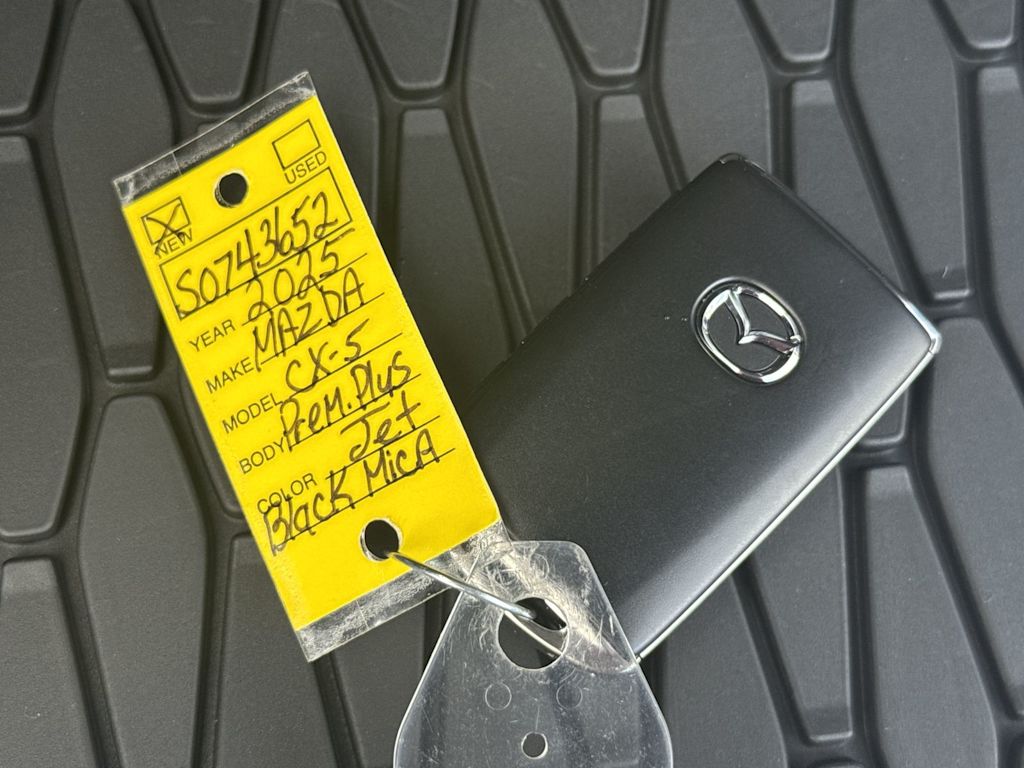 USED
NEW
S0743652
YEAR 2025
MAKE MAZDA
MODEL CX-5
BODY Prem. Plus
COLOR Jet
Black Mica